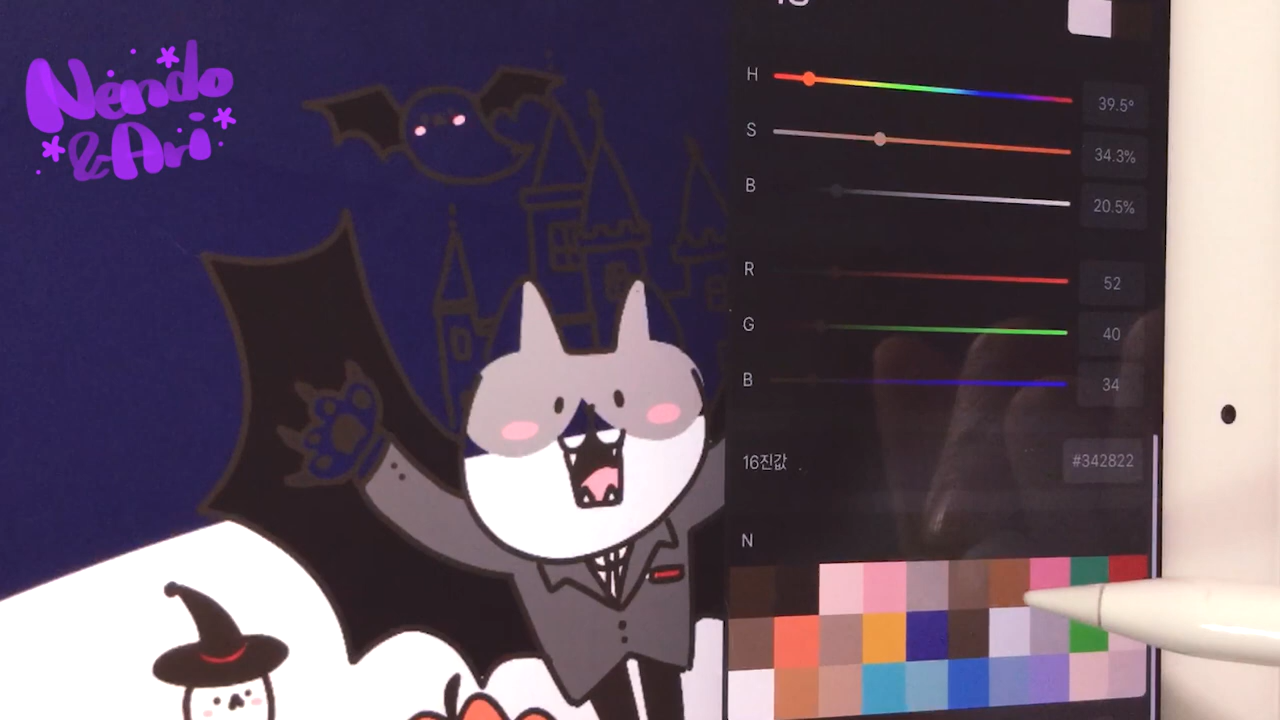 Nendo
&Ari
H
39.5°
S
34.3%
B
20.5%
R
52
G
40
B
34
16진값
#342822
N